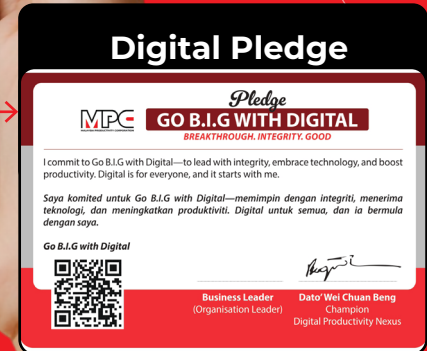 Digital Pledge
Pledge
MPC
GO B.I.G WITH DIGITAL
BREAKTHROUGH. INTEGRITY. GOOD
I commit to Go B.I.G with Digital—to lead with integrity, embrace technology, and boost
productivity. Digital is for everyone, and it starts with me.
Saya komited untuk Go B.I.G with Digital—memimpin dengan integriti, menerima
teknologi, dan meningkatkan produktiviti. Digital untuk semua, dan ia bermula
dengan saya.
Go B.I.G with Digital
Business Leader
(Organisation Leader)
Dato' Wei Chuan Beng
Champion
Digital Productivity Nexus